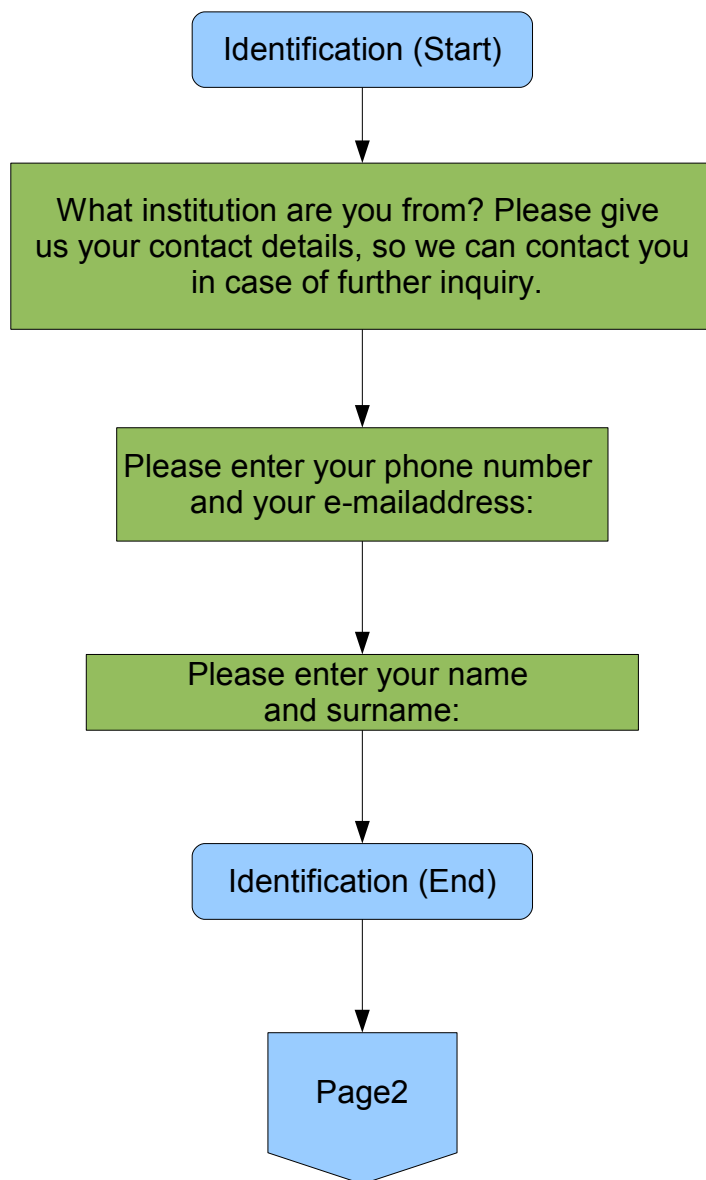 Identification (Start)
What institution are you from? Please give
us your contact details, so we can contact you
in case of further inquiry.
Please enter your phone number
and your e-mailaddress:
Please enter your name
and surname:
Identification (End)
Page2